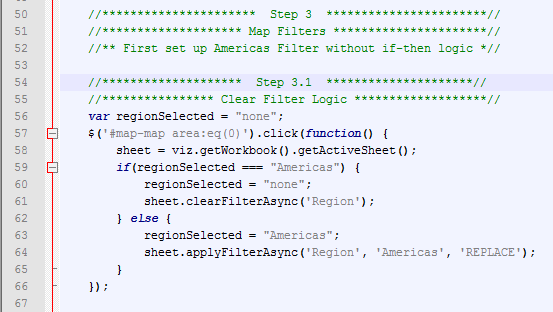 50 //**********************  Step 3  ***********************//
51 //******************** Map Filters **********************//
52 //** First set up Americas Filter without if-then logic *//
53
54 //********************  Step 3.1  *********************//
55 //**************** Clear Filter Logic *******************//
56 var regionSelected = "none";
57 $('#map-map area:eq(0)').click(function() {
58     sheet = viz.getWorkbook().getActiveSheet();
59     if(regionSelected === "Americas") {
60         regionSelected = "none";
61         sheet.clearFilterAsync('Region');
62     } else {
63         regionSelected = "Americas";
64         sheet.applyFilterAsync('Region', 'Americas', 'REPLACE');
65     }
66 });
67